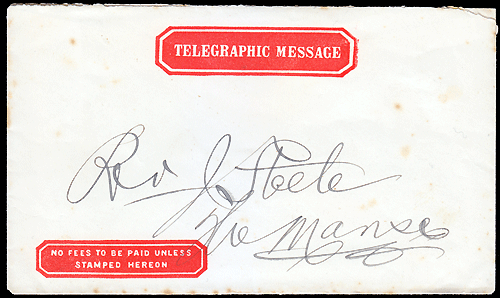 TELEGRAPHIC MESSAGE
Rev J Steele
The Manse
NO FEES TO BE PAID UNLESS
STAMPED HEREON